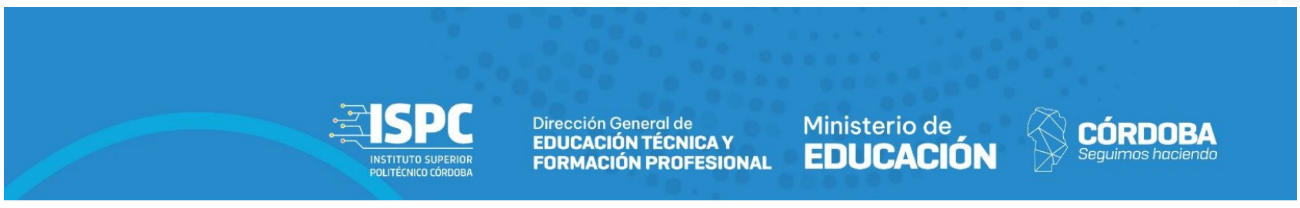 ISPC
INSTITUTO SUPERIOR
POLITÉCNICO CÓRDOBA
Dirección General de
EDUCACIÓN TÉCNICA Y
FORMACIÓN PROFESIONAL
Ministerio de
EDUCACIÓN
CÓRDOBA
Seguimos haciendo